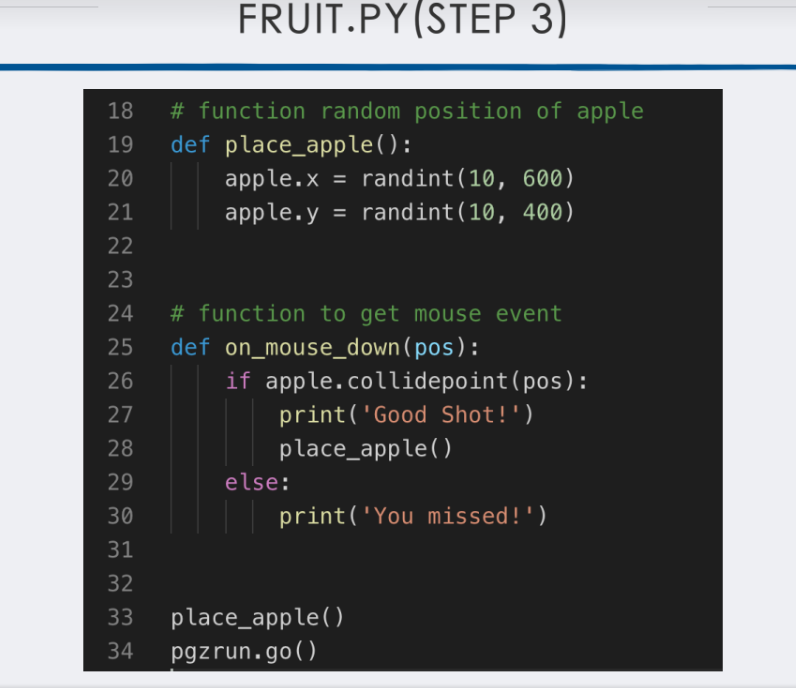 FRUIT.PY(STEP 3)
18 # function random position of apple
19 def place_apple():
20     apple.x = randint(10, 600)
21     apple.y = randint(10, 400)
22
23
24 # function to get mouse event
25 def on_mouse_down(pos):
26     if apple.collidepoint(pos):
27         print('Good Shot!')
28         place_apple()
29     else:
30         print('You missed!')
31
32
33 place_apple()
34 pgzrun.go()